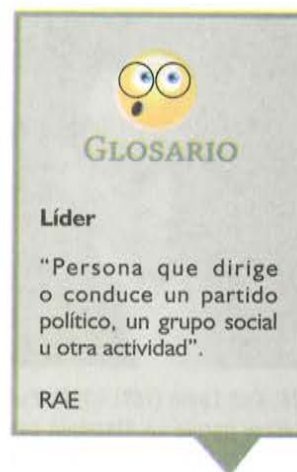 GLOSARIO
Líder
"Persona que dirige
o conduce un partido
político, un grupo social
u otra actividad".
RAE